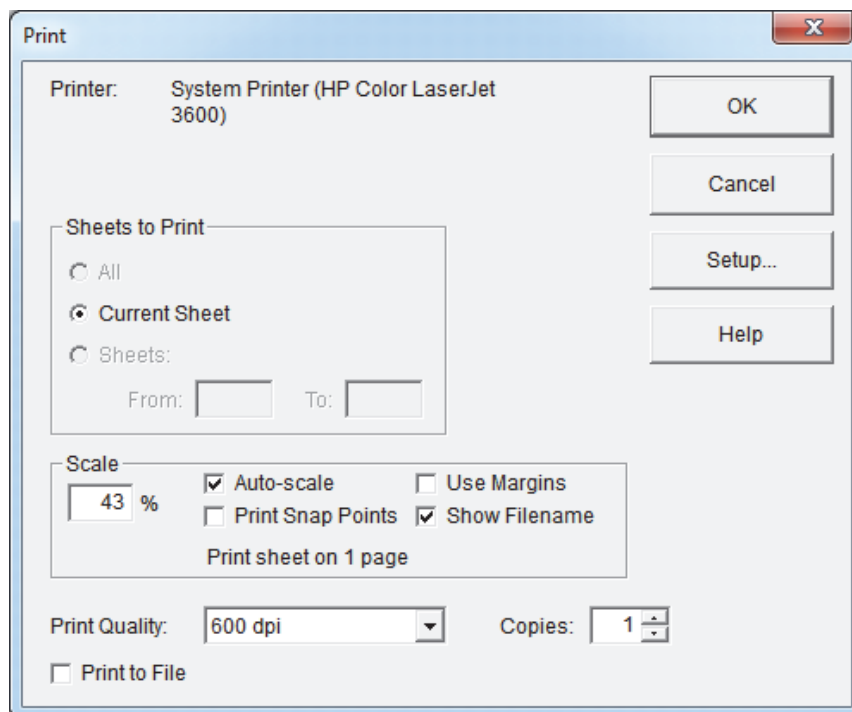 Print
Printer: System Printer (HP Color LaserJet
3600)
OK
Cancel
Setup...
Help
Sheets to Print
All
Current Sheet
Sheets:
From: To:
Scale
43 % Auto-scale Use Margins
Print Snap Points Show Filename
Print sheet on 1 page
Print Quality: 600 dpi Copies: 1
Print to File